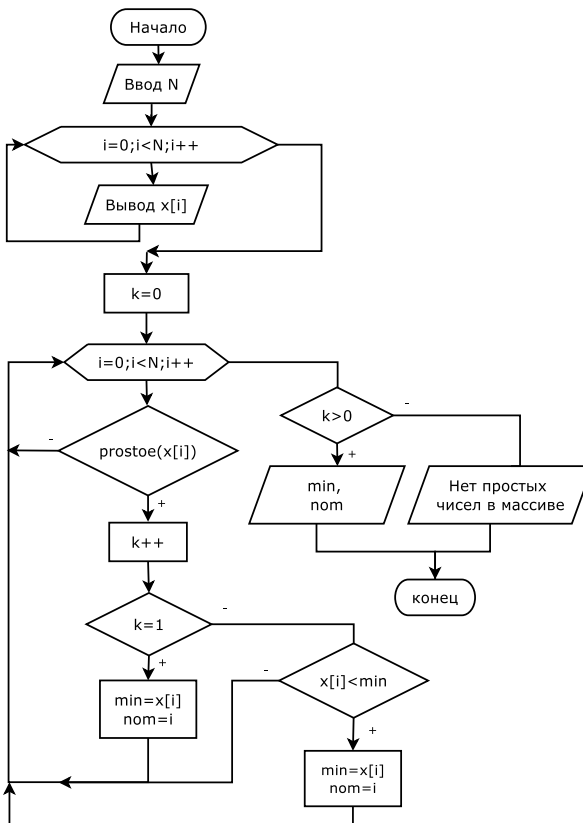 Начало
Ввод N
i=0;i<N;i++
Вывод x[i]
k=0
i=0;i<N;i++
k>0
-
+
prostoe(x[i])
-
+
min,
nom
Нет простых
чисел в массиве
k++
конец
k=1
-
+
x[i]<min
-
+
min=x[i]
nom=i
min=x[i]
nom=i